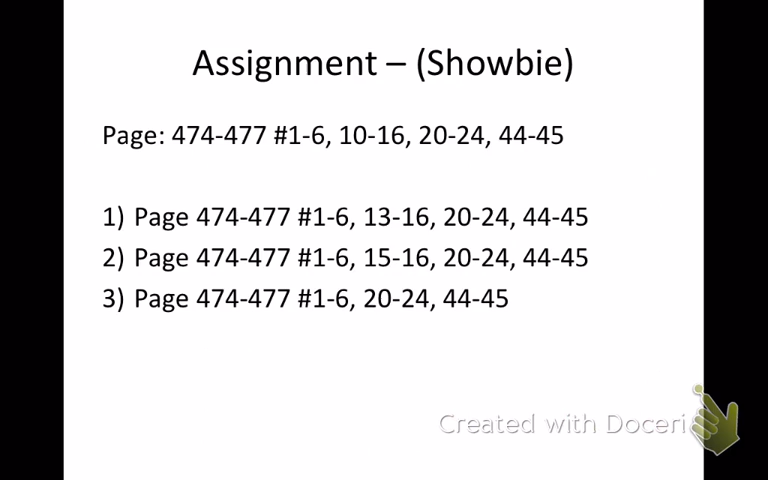 Assignment – (Showbie)
Page: 474-477 #1-6, 10-16, 20-24, 44-45
1) Page 474-477 #1-6, 13-16, 20-24, 44-45
2) Page 474-477 #1-6, 15-16, 20-24, 44-45
3) Page 474-477 #1-6, 20-24, 44-45
Created with Doceri